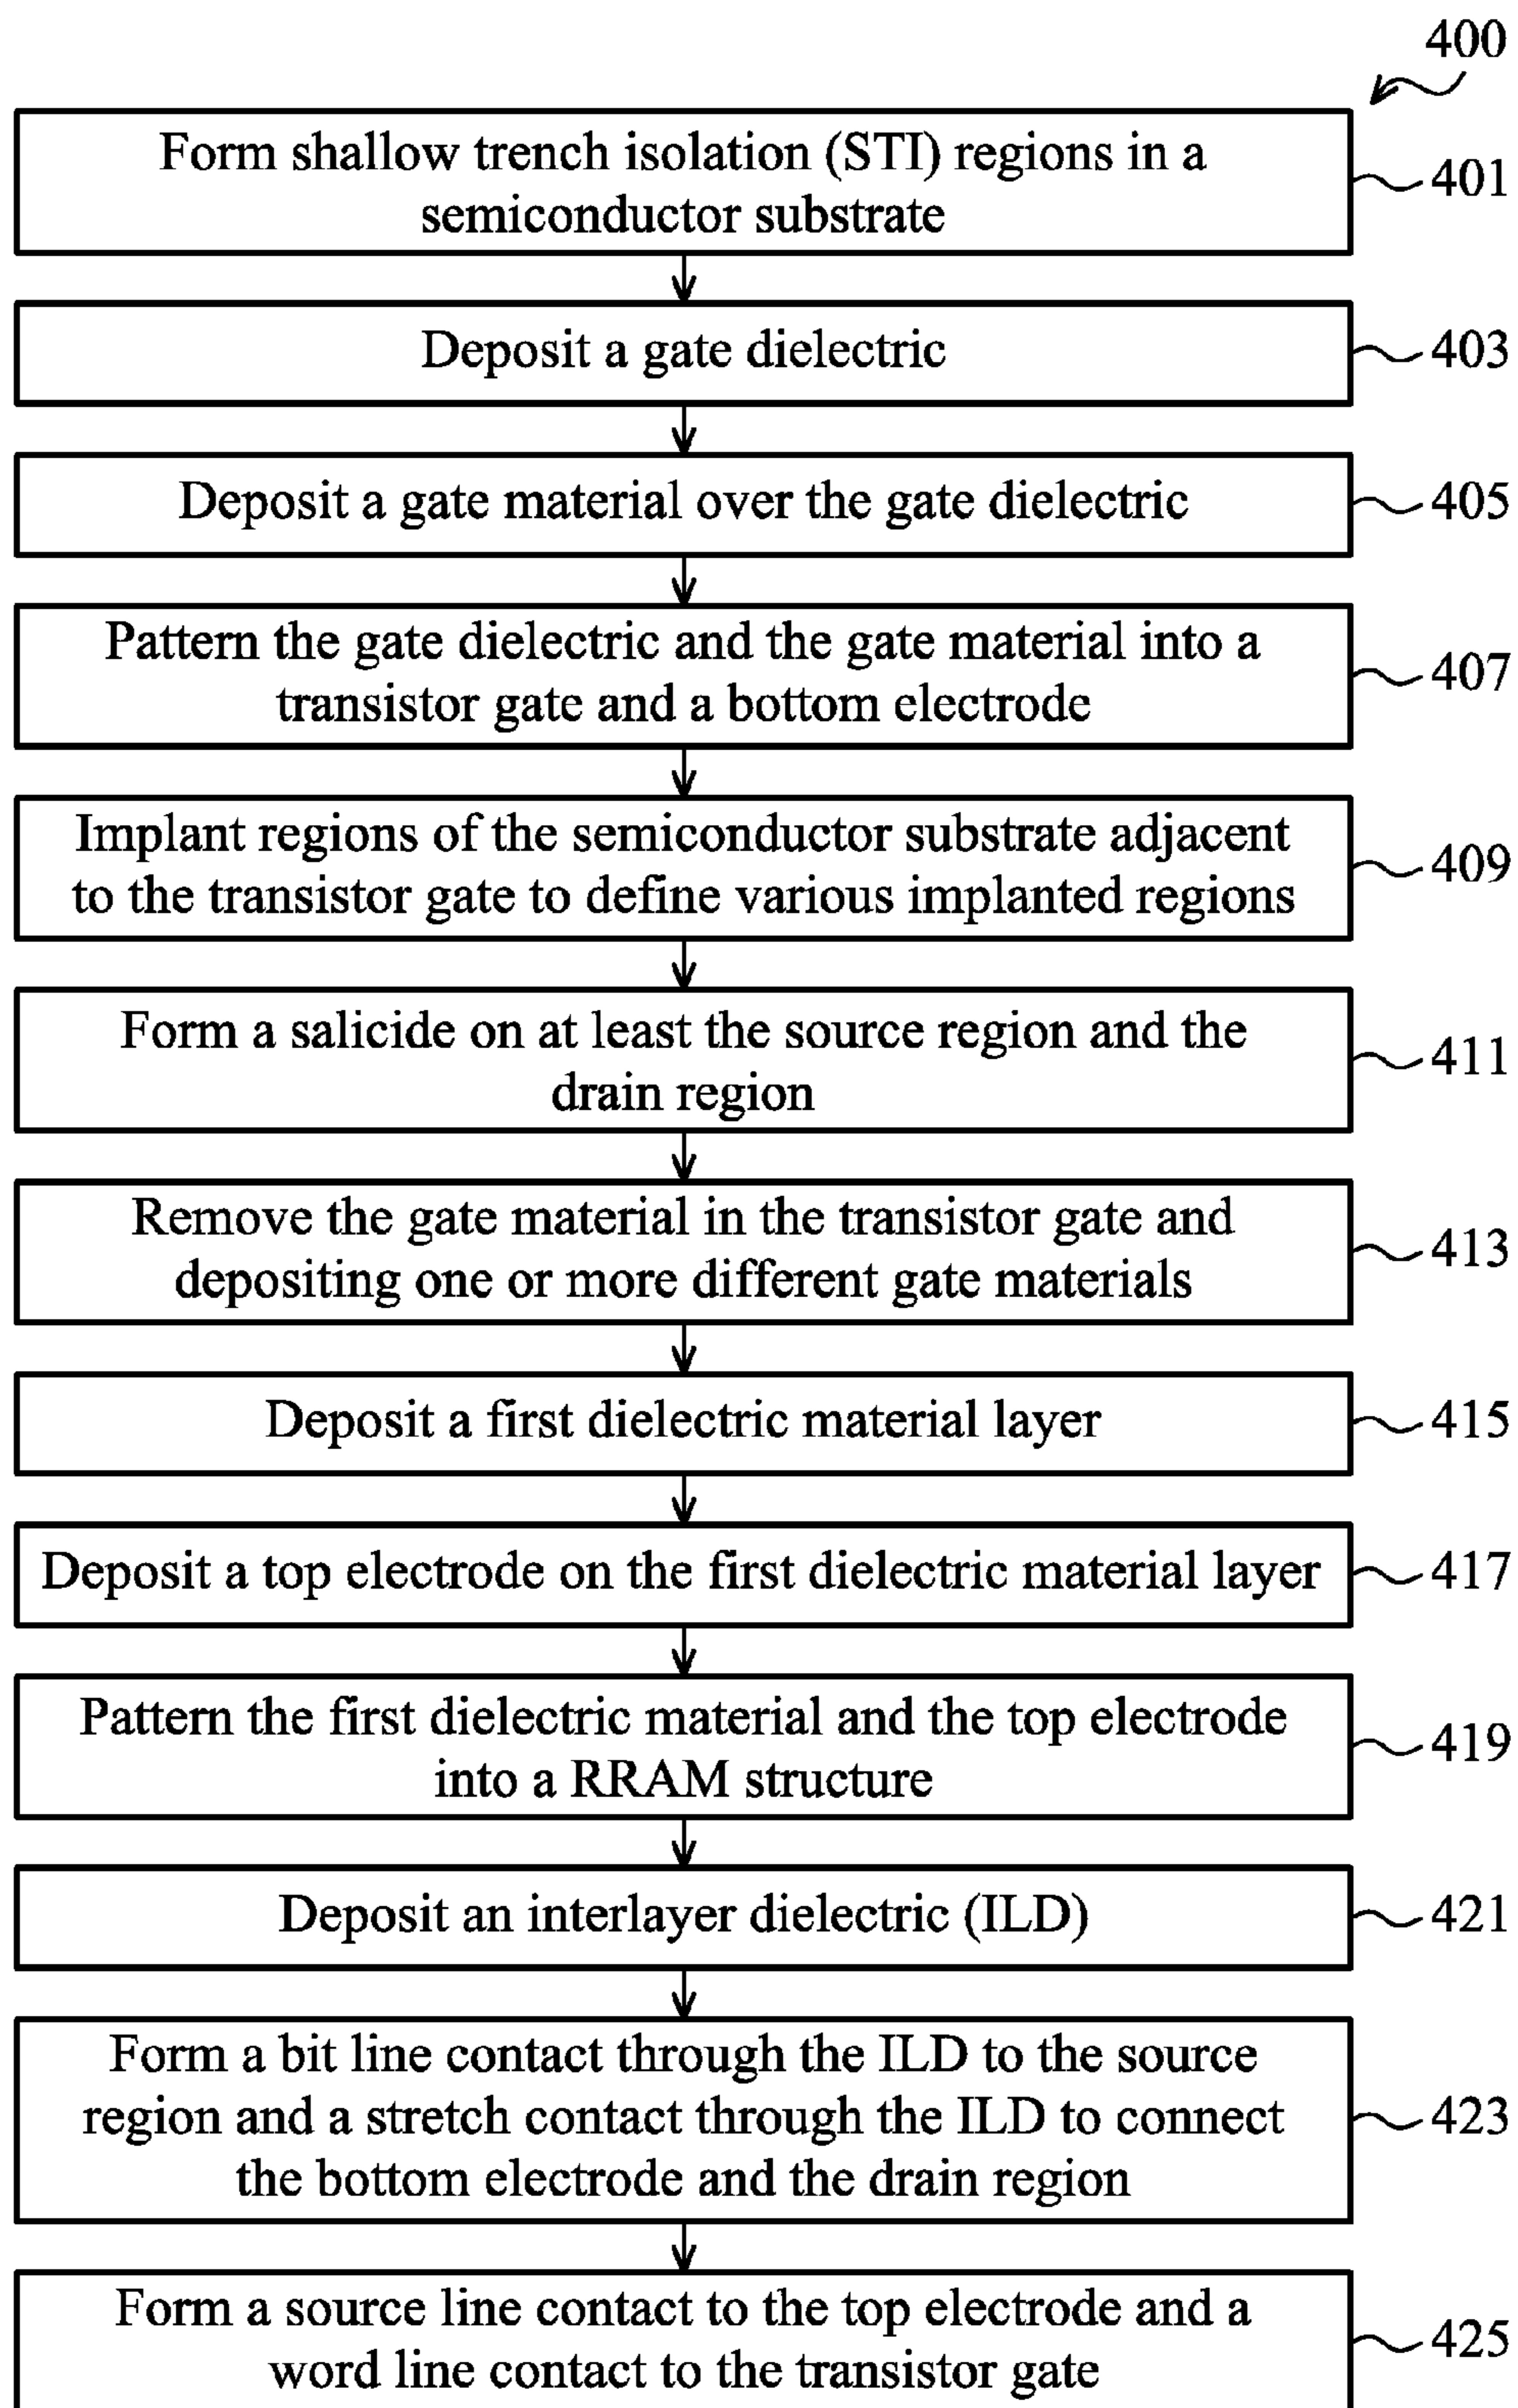 400
Form shallow trench isolation (STI) regions in a
semiconductor substrate
401
Deposit a gate dielectric
403
Deposit a gate material over the gate dielectric
405
Pattern the gate dielectric and the gate material into a
transistor gate and a bottom electrode
407
Implant regions of the semiconductor substrate adjacent
to the transistor gate to define various implanted regions
409
Form a salicide on at least the source region and the
drain region
411
Remove the gate material in the transistor gate and
depositing one or more different gate materials
413
Deposit a first dielectric material layer
415
Deposit a top electrode on the first dielectric material layer
417
Pattern the first dielectric material and the top electrode
into a RRAM structure
419
Deposit an interlayer dielectric (ILD)
421
Form a bit line contact through the ILD to the source
region and a stretch contact through the ILD to connect
the bottom electrode and the drain region
423
Form a source line contact to the top electrode and a
word line contact to the transistor gate
425